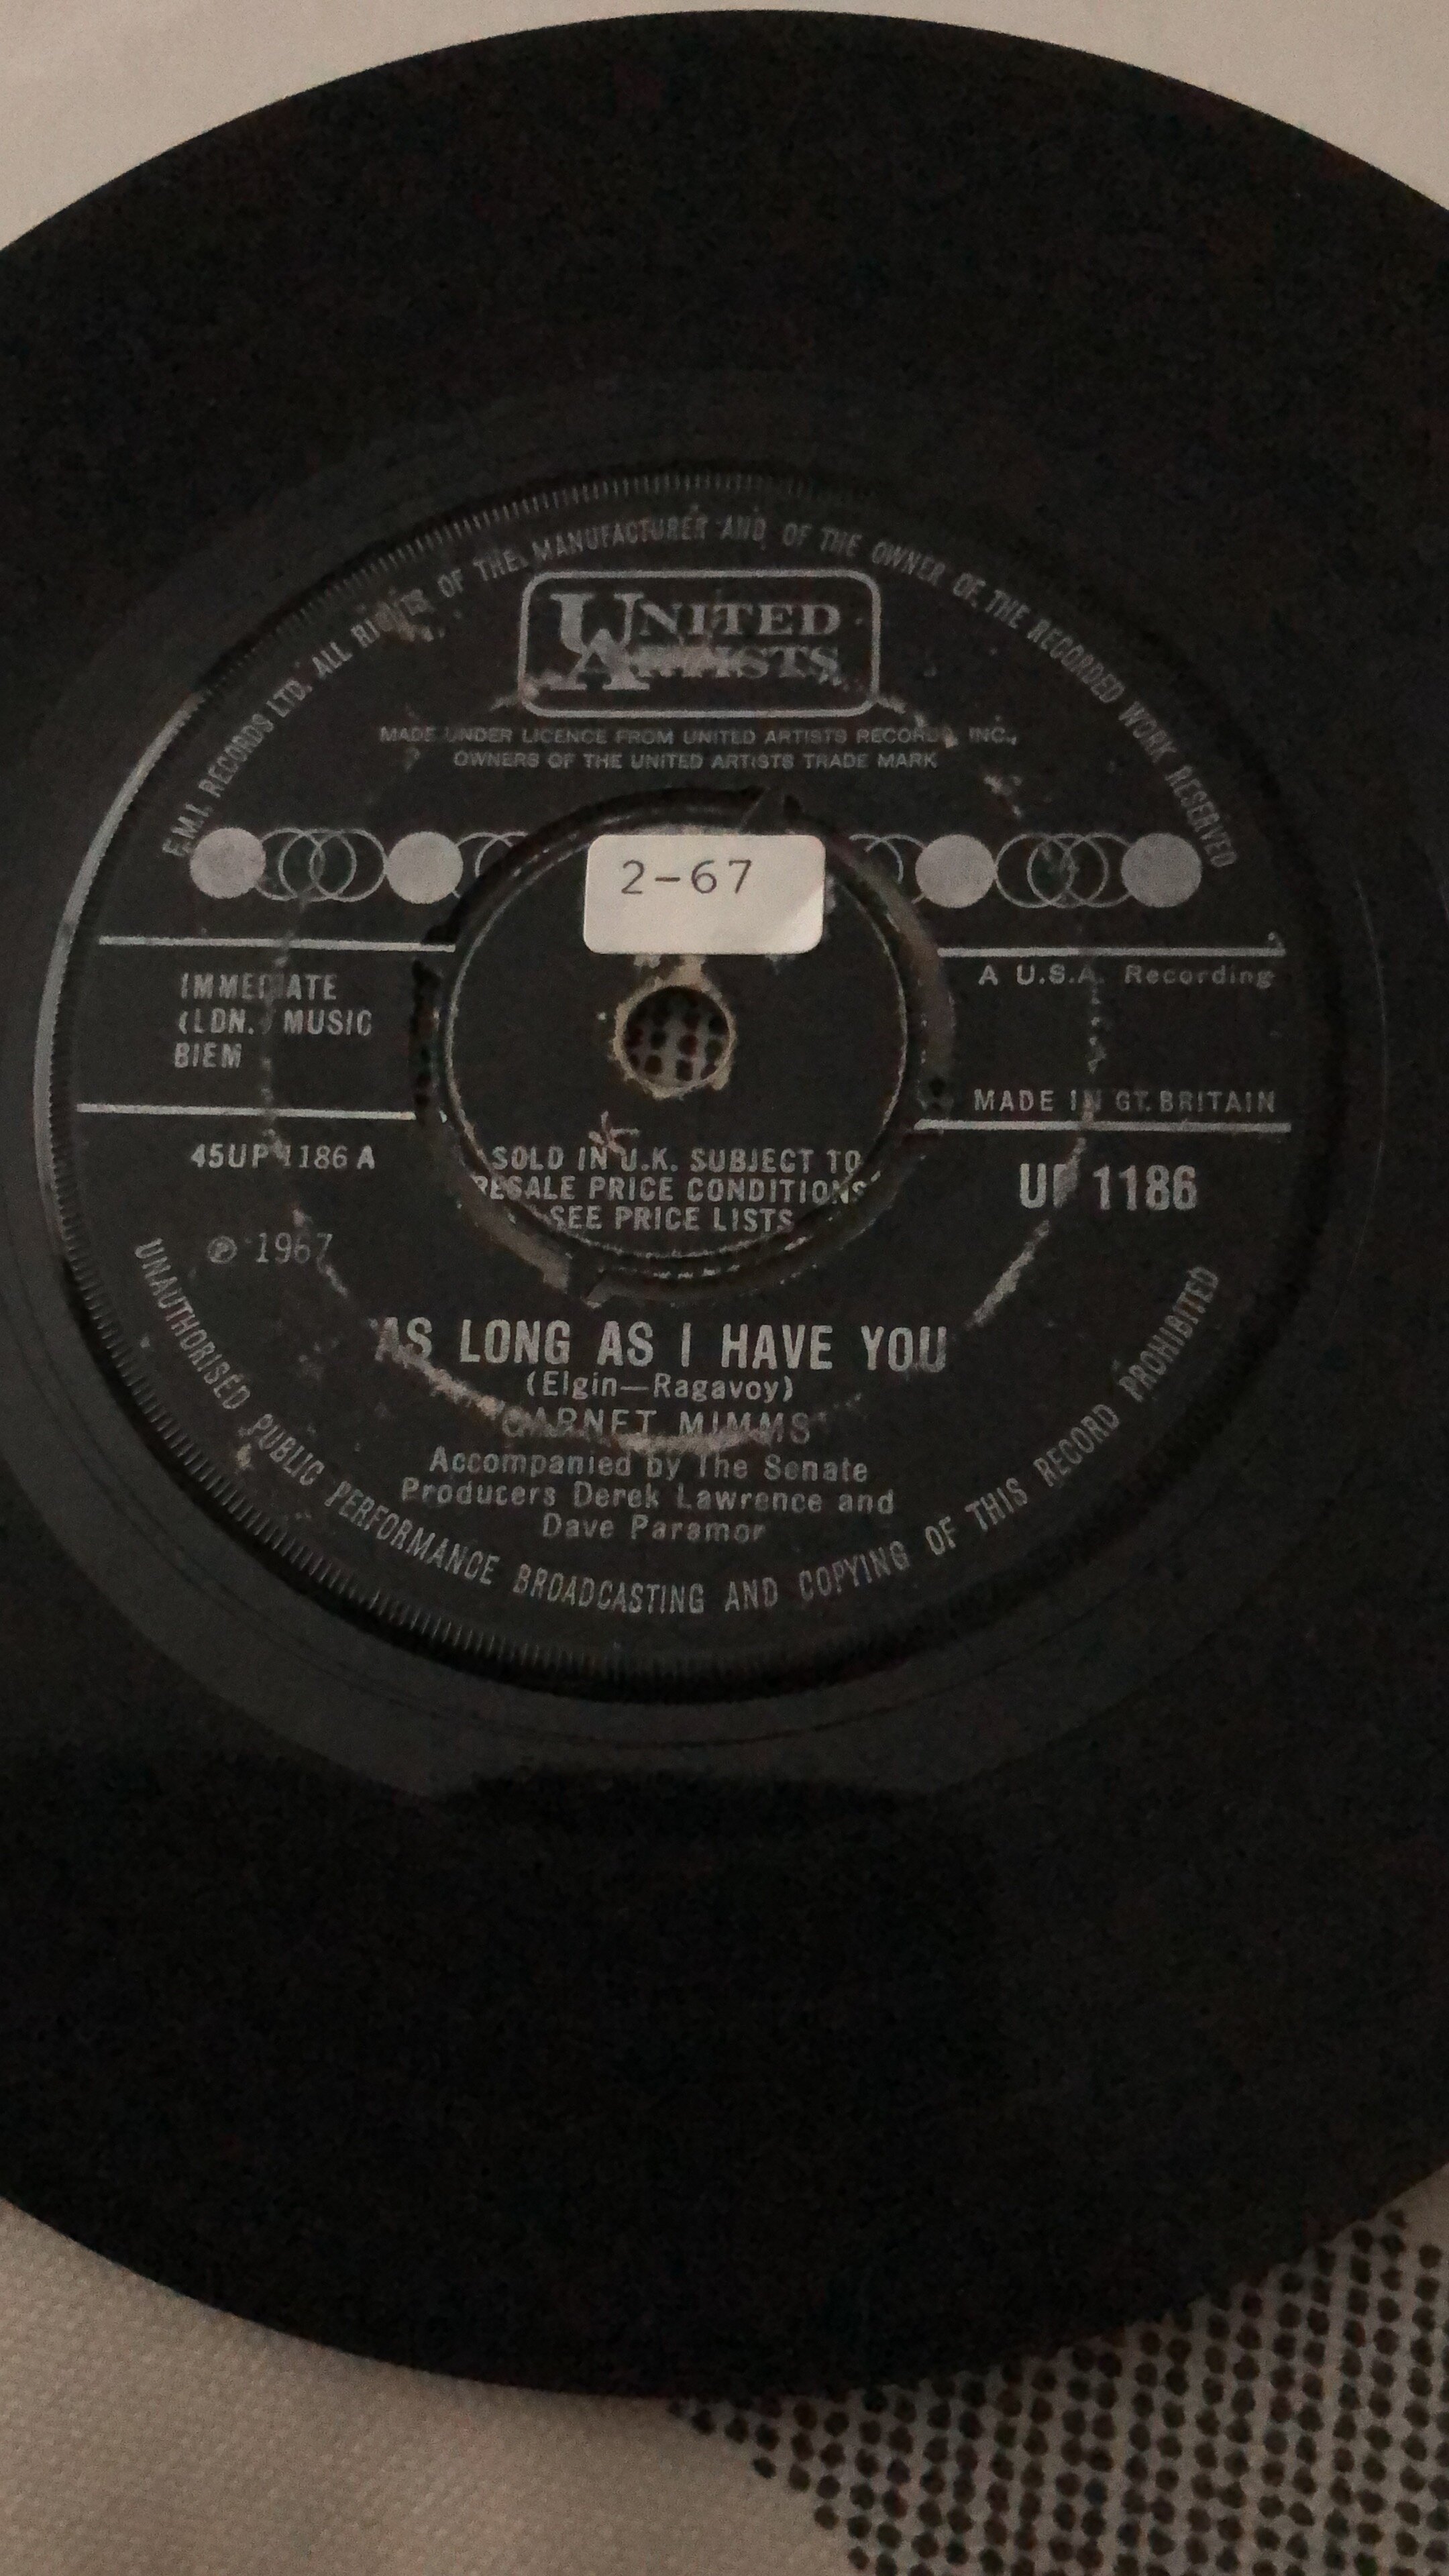 E.M.I. RECORDS LTD. ALL RIGHTS OF THE MANUFACTURER AND OF THE OWNER OF THE RECORDED WORK RESERVED
UNITED
ARTISTS
MADE UNDER LICENCE FROM UNITED ARTISTS RECORDS, INC.,
OWNERS OF THE UNITED ARTISTS TRADE MARK
2-67
IMMEDIATE
(LDN.) MUSIC
BIEM
A U.S.A. Recording
MADE IN GT. BRITAIN
45UP 1186 A
SOLD IN U.K. SUBJECT TO
RESALE PRICE CONDITIONS
SEE PRICE LISTS
UP 1186
℗ 1967
AS LONG AS I HAVE YOU
(Elgin—Ragavoy)
GARNET MIMMS
Accompanied by The Senate
Producers Derek Lawrence and
Dave Paramor
UNAUTHORISED PUBLIC PERFORMANCE BROADCASTING AND COPYING OF THIS RECORD PROHIBITED